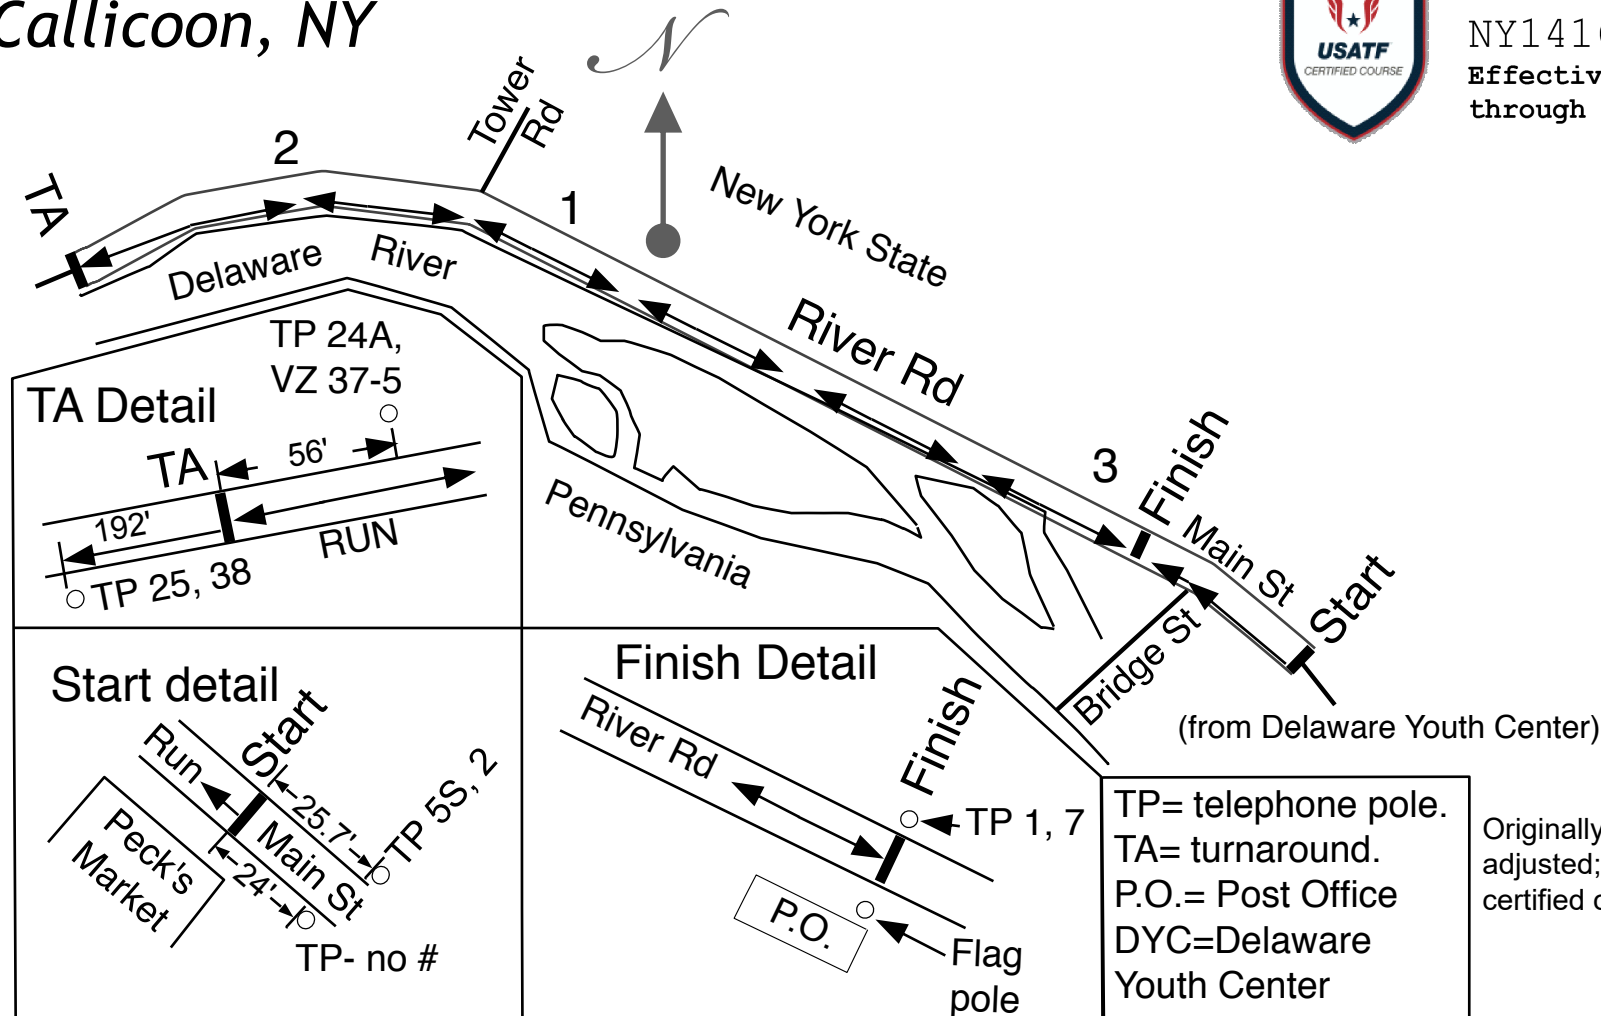 Callicoon, NY
USATF
CERTIFIED COURSE
NY141
Effectiv
through
N
Tower
Rd
2
1
TA
New York State
Delaware River
River Rd
TP 24A,
VZ 37-5
TA Detail
TA
56'
192'
RUN
TP 25, 38
Pennsylvania
3
Finish
Main St
Start
Bridge St
(from Delaware Youth Center)
Start detail
Start
Run
25.7'
TP 5S, 2
Main St
24'
Peck's
Market
TP- no #
Finish Detail
River Rd
Finish
TP 1, 7
P.O.
Flag
pole
TP= telephone pole.
TA= turnaround.
P.O.= Post Office
DYC=Delaware
Youth Center
Originally
adjusted;
certified